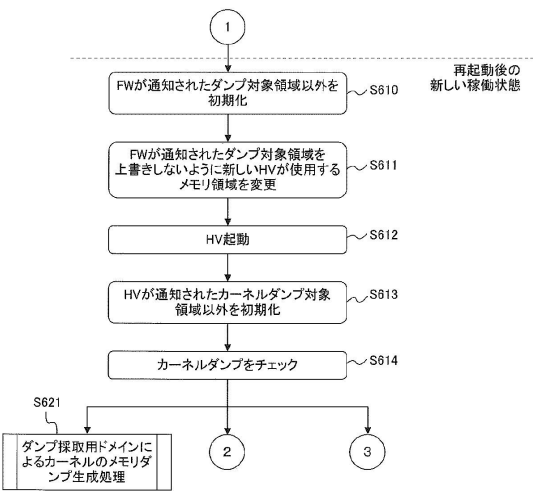 1
再起動後の
新しい稼働状態
FWが通知されたダンプ対象領域以外を
初期化
S610
FWが通知されたダンプ対象領域を
上書きしないように新しいHVが使用する
メモリ領域を変更
S611
HV起動
S612
HVが通知されたカーネルダンプ対象
領域以外を初期化
S613
カーネルダンプをチェック
S614
S621
ダンプ採取用ドメインに
よるカーネルのメモリダ
ンプ生成処理
2
3